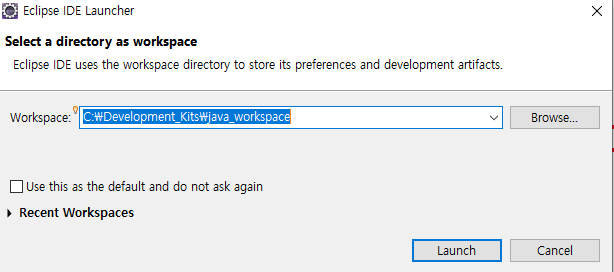 Eclipse IDE Launcher
Select a directory as workspace
Eclipse IDE uses the workspace directory to store its preferences and development artifacts.
Workspace: C:₩Development_Kits₩java_workspace Browse...
Use this as the default and do not ask again
Recent Workspaces
Launch Cancel